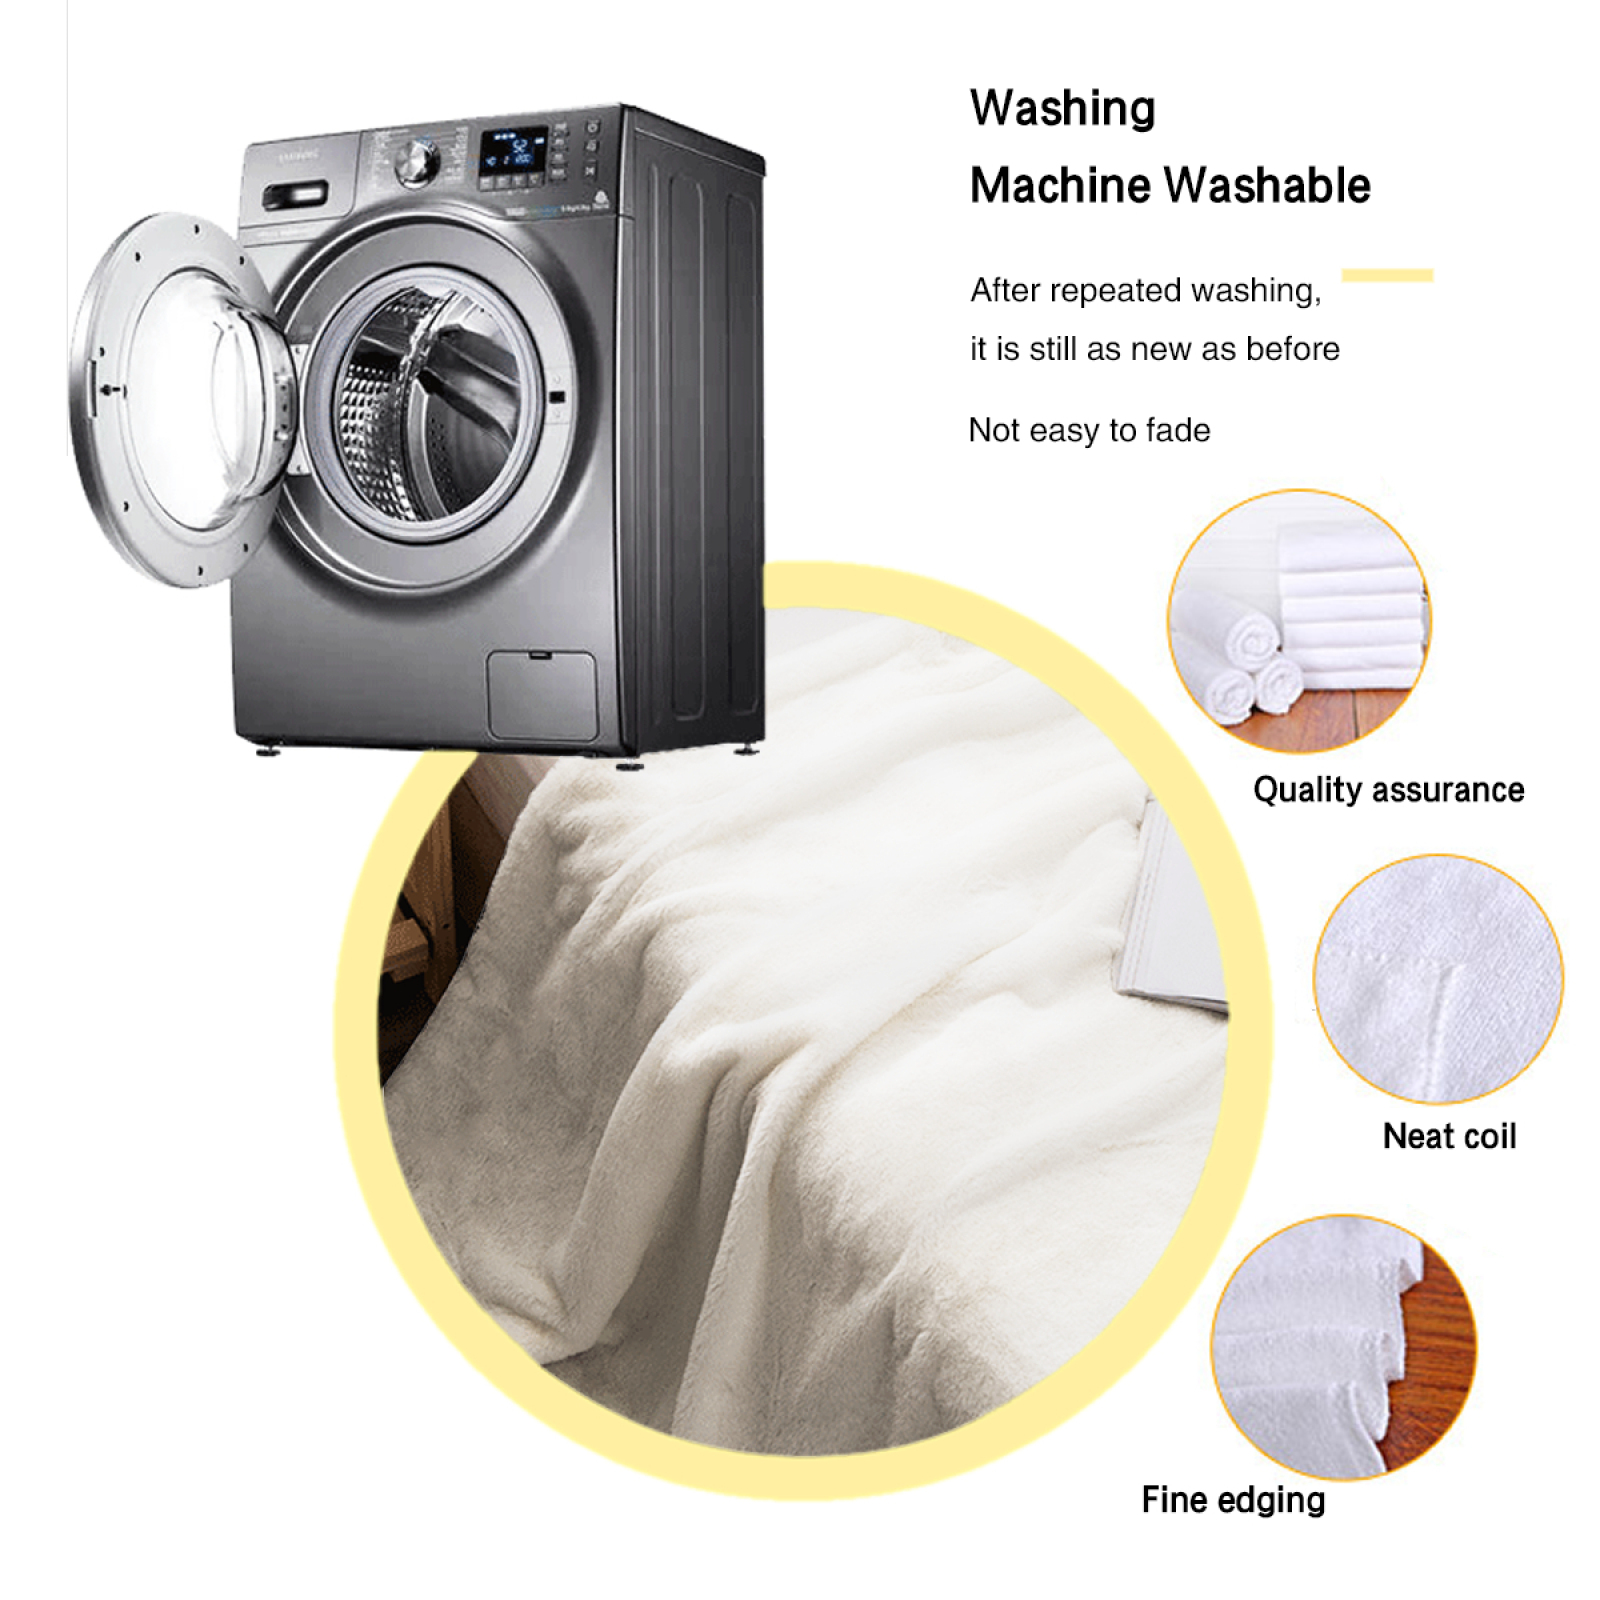 Washing
Machine Washable
After repeated washing,
it is still as new as before
Not easy to fade
Quality assurance
Neat coil
Fine edging